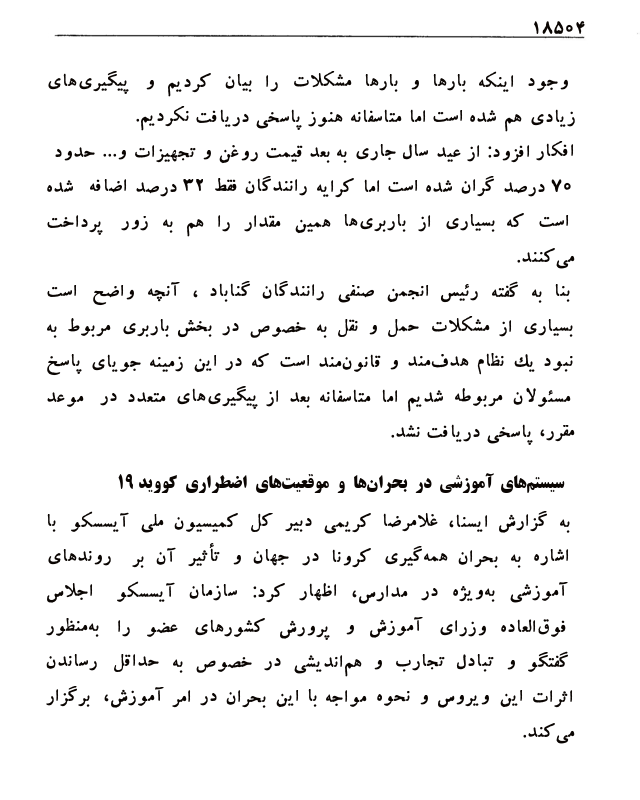 ۱۸۵۰۴
وجود اینکه بارها و بارها مشکلات را بیان کردیم و پیگیری‌های
زیادی هم شده است اما متاسفانه هنوز پاسخی دریافت نکردیم.
افکار افزود: از عید سال جاری به بعد قیمت روغن و تجهیزات و... حدود
۷۰ درصد گران شده است اما کرایه رانندگان فقط ۳۲ درصد اضافه شده
است که بسیاری از باربری‌ها همین مقدار را هم به زور پرداخت
می‌کنند.
بنا به گفته رئیس انجمن صنفی رانندگان گناباد ، آنچه واضح است
بسیاری از مشکلات حمل و نقل به خصوص در بخش باربری مربوط به
نبود یك نظام هدف‌مند و قانون‌مند است که در این زمینه جویای پاسخ
مسئولان مربوطه شدیم اما متاسفانه بعد از پیگیری‌های متعدد در موعد
مقرر، پاسخی دریافت نشد.
سیستم‌های آموزشی در بحران‌ها و موقعیت‌های اضطراری کووید ۱۹
به گزارش ایسنا، غلامرضا کریمی دبیر کل کمیسیون ملی آیسسکو با
اشاره به بحران همه‌گیری کرونا در جهان و تأثیر آن بر روندهای
آموزشی به‌ویژه در مدارس، اظهار کرد: سازمان آیسسکو اجلاس
فوق‌العاده وزرای آموزش و پرورش کشورهای عضو را به‌منظور
گفتگو و تبادل تجارب و هم‌اندیشی در خصوص به حداقل رساندن
اثرات این ویروس و نحوه مواجه با این بحران در امر آموزش، برگزار
می‌کند.